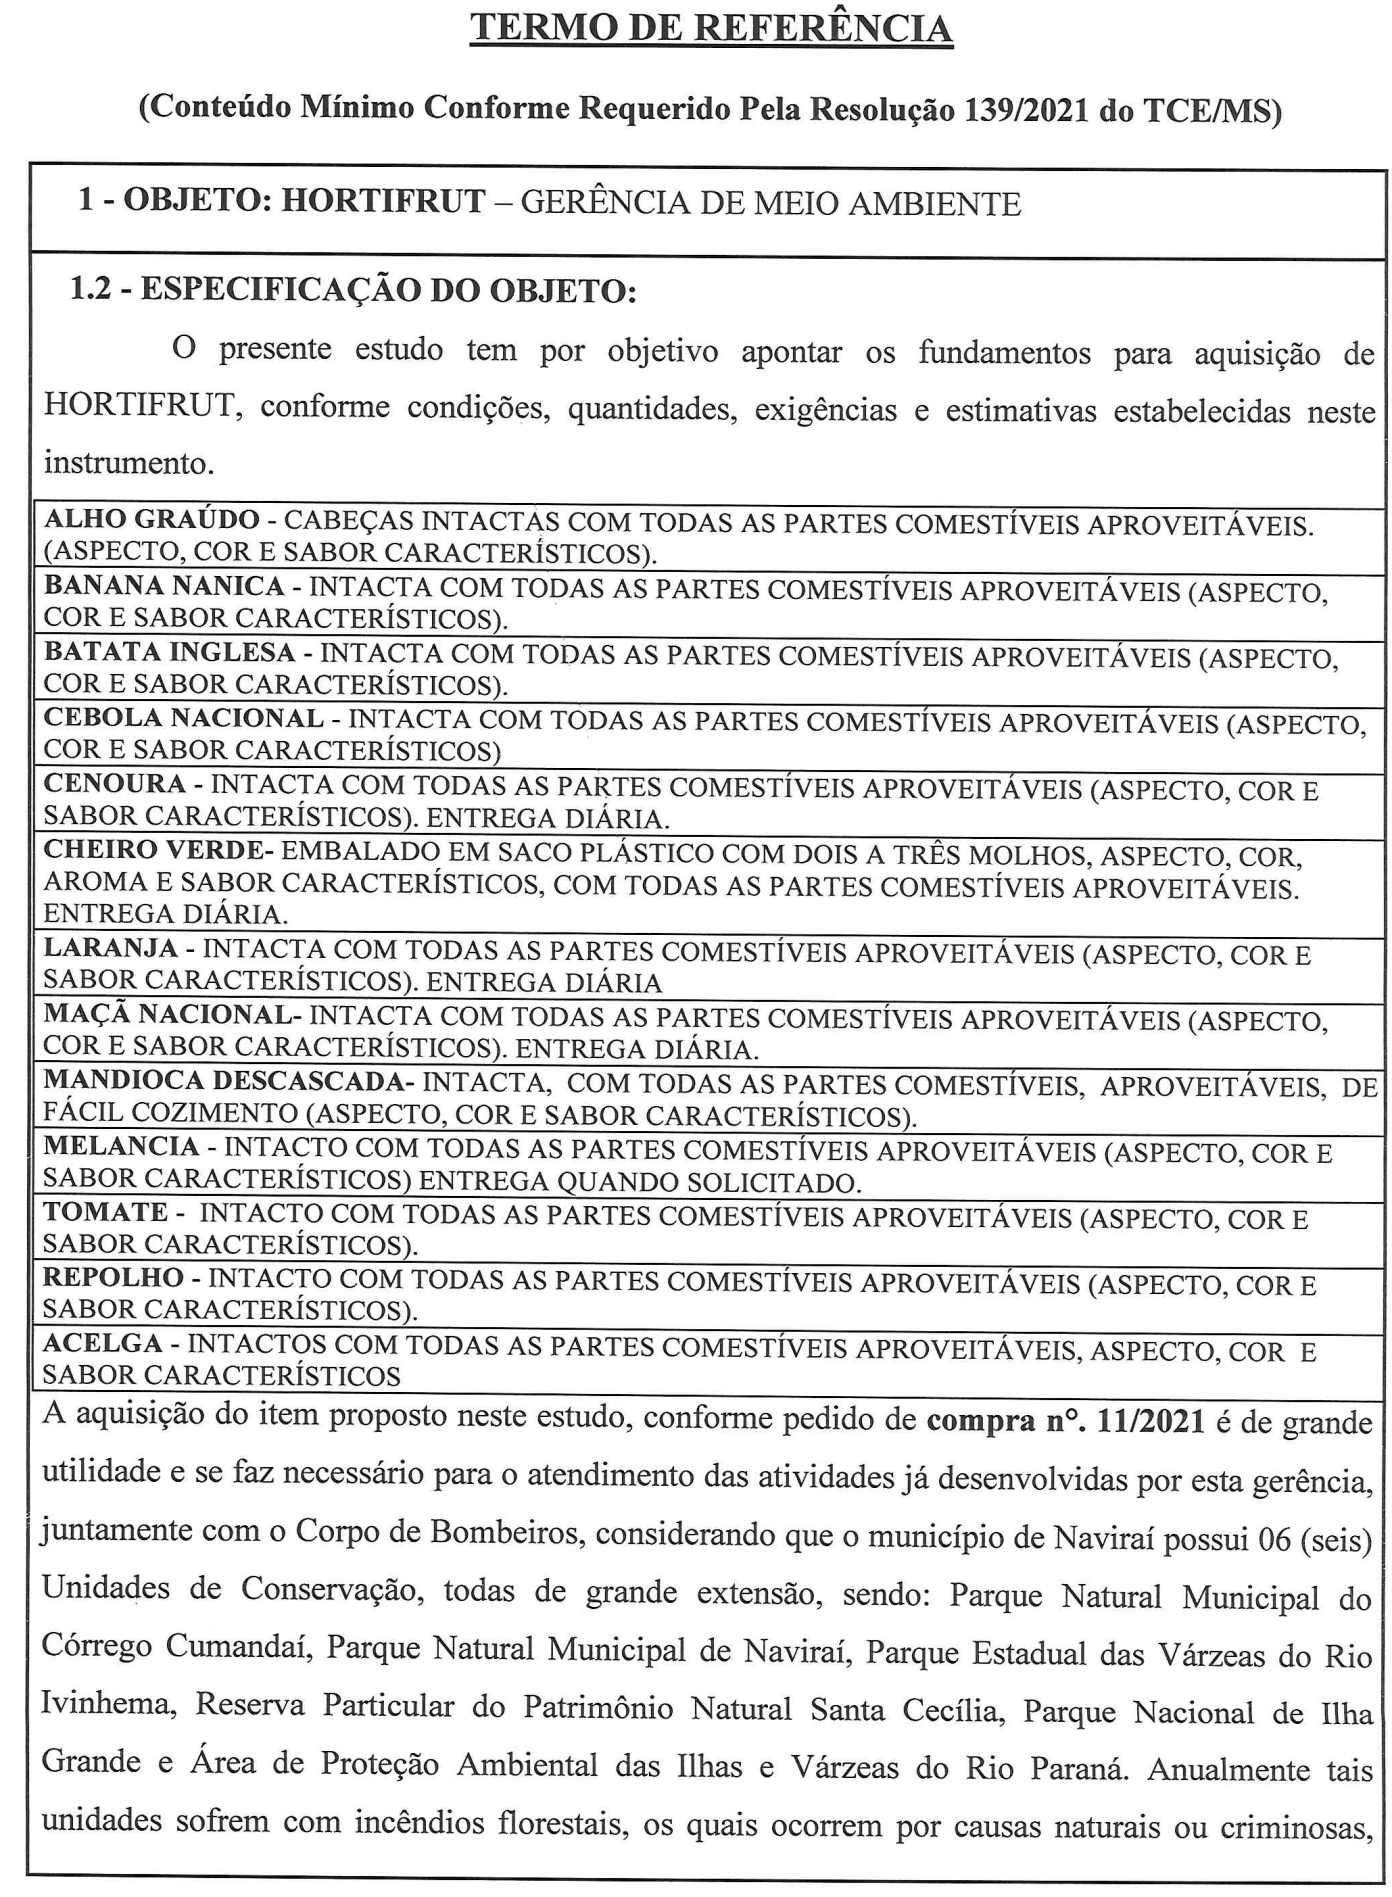 TERMO DE REFERÊNCIA
(Conteúdo Mínimo Conforme Requerido Pela Resolução 139/2021 do TCE/MS)
1 - OBJETO: HORTIFRUT – GERÊNCIA DE MEIO AMBIENTE
1.2 - ESPECIFICAÇÃO DO OBJETO:
O presente estudo tem por objetivo apontar os fundamentos para aquisição de
HORTIFRUT, conforme condições, quantidades, exigências e estimativas estabelecidas neste
instrumento.
ALHO GRAÚDO - CABEÇAS INTACTAS COM TODAS AS PARTES COMESTÍVEIS APROVEITÁVEIS.
(ASPECTO, COR E SABOR CARACTERÍSTICOS).
BANANA NANICA - INTACTA COM TODAS AS PARTES COMESTÍVEIS APROVEITÁVEIS (ASPECTO,
COR E SABOR CARACTERÍSTICOS).
BATATA INGLESA - INTACTA COM TODAS AS PARTES COMESTÍVEIS APROVEITÁVEIS (ASPECTO,
COR E SABOR CARACTERÍSTICOS).
CEBOLA NACIONAL - INTACTA COM TODAS AS PARTES COMESTÍVEIS APROVEITÁVEIS (ASPECTO,
COR E SABOR CARACTERÍSTICOS)
CENOURA - INTACTA COM TODAS AS PARTES COMESTÍVEIS APROVEITÁVEIS (ASPECTO, COR E
SABOR CARACTERÍSTICOS). ENTREGA DIÁRIA.
CHEIRO VERDE- EMBALADO EM SACO PLÁSTICO COM DOIS A TRÊS MOLHOS, ASPECTO, COR,
AROMA E SABOR CARACTERÍSTICOS, COM TODAS AS PARTES COMESTÍVEIS APROVEITÁVEIS.
ENTREGA DIÁRIA.
LARANJA - INTACTA COM TODAS AS PARTES COMESTÍVEIS APROVEITÁVEIS (ASPECTO, COR E
SABOR CARACTERÍSTICOS). ENTREGA DIÁRIA
MAÇÃ NACIONAL- INTACTA COM TODAS AS PARTES COMESTÍVEIS APROVEITÁVEIS (ASPECTO,
COR E SABOR CARACTERÍSTICOS). ENTREGA DIÁRIA.
MANDIOCA DESCASCADA- INTACTA, COM TODAS AS PARTES COMESTÍVEIS, APROVEITÁVEIS, DE
FÁCIL COZIMENTO (ASPECTO, COR E SABOR CARACTERÍSTICOS).
MELANCIA - INTACTO COM TODAS AS PARTES COMESTÍVEIS APROVEITÁVEIS (ASPECTO, COR E
SABOR CARACTERÍSTICOS) ENTREGA QUANDO SOLICITADO.
TOMATE - INTACTO COM TODAS AS PARTES COMESTÍVEIS APROVEITÁVEIS (ASPECTO, COR E
SABOR CARACTERÍSTICOS).
REPOLHO - INTACTO COM TODAS AS PARTES COMESTÍVEIS APROVEITÁVEIS (ASPECTO, COR E
SABOR CARACTERÍSTICOS).
ACELGA - INTACTOS COM TODAS AS PARTES COMESTÍVEIS APROVEITÁVEIS, ASPECTO, COR E
SABOR CARACTERÍSTICOS
A aquisição do item proposto neste estudo, conforme pedido de compra nº. 11/2021 é de grande
utilidade e se faz necessário para o atendimento das atividades já desenvolvidas por esta gerência,
juntamente com o Corpo de Bombeiros, considerando que o município de Naviraí possui 06 (seis)
Unidades de Conservação, todas de grande extensão, sendo: Parque Natural Municipal do
Córrego Cumandaí, Parque Natural Municipal de Naviraí, Parque Estadual das Várzeas do Rio
Ivinhema, Reserva Particular do Patrimônio Natural Santa Cecília, Parque Nacional de Ilha
Grande e Área de Proteção Ambiental das Ilhas e Várzeas do Rio Paraná. Anualmente tais
unidades sofrem com incêndios florestais, os quais ocorrem por causas naturais ou criminosas,